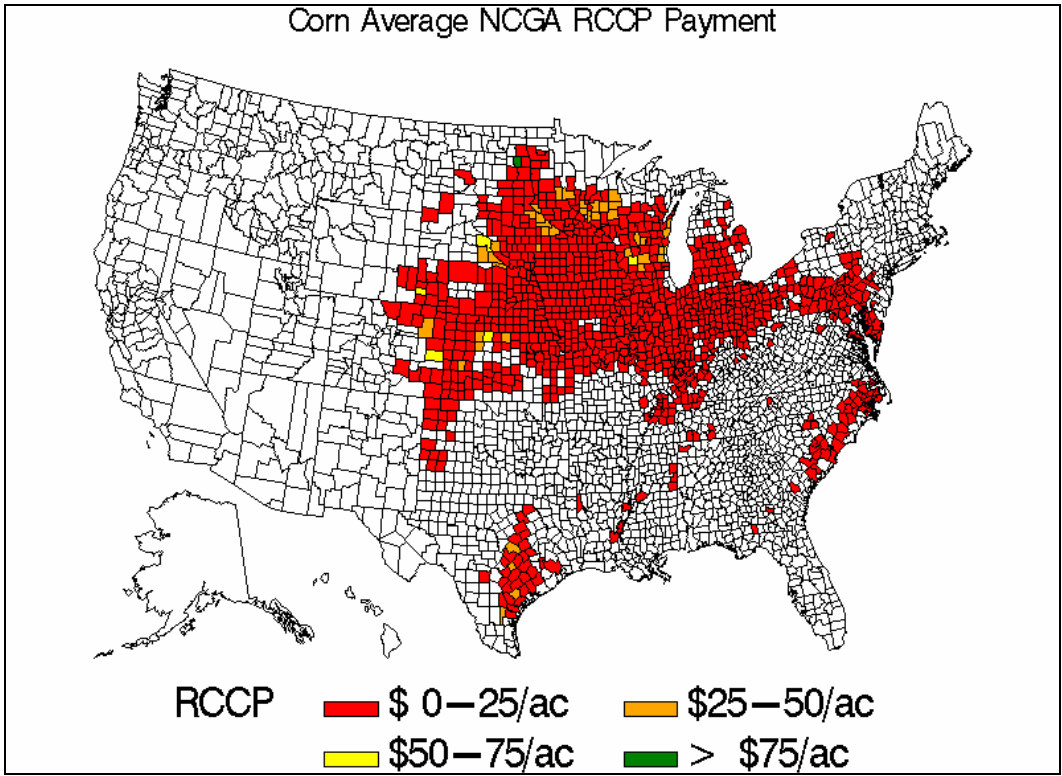 Corn Average NCGA RCCP Payment
RCCP $ 0-25/ac $25-50/ac
$50-75/ac > $75/ac